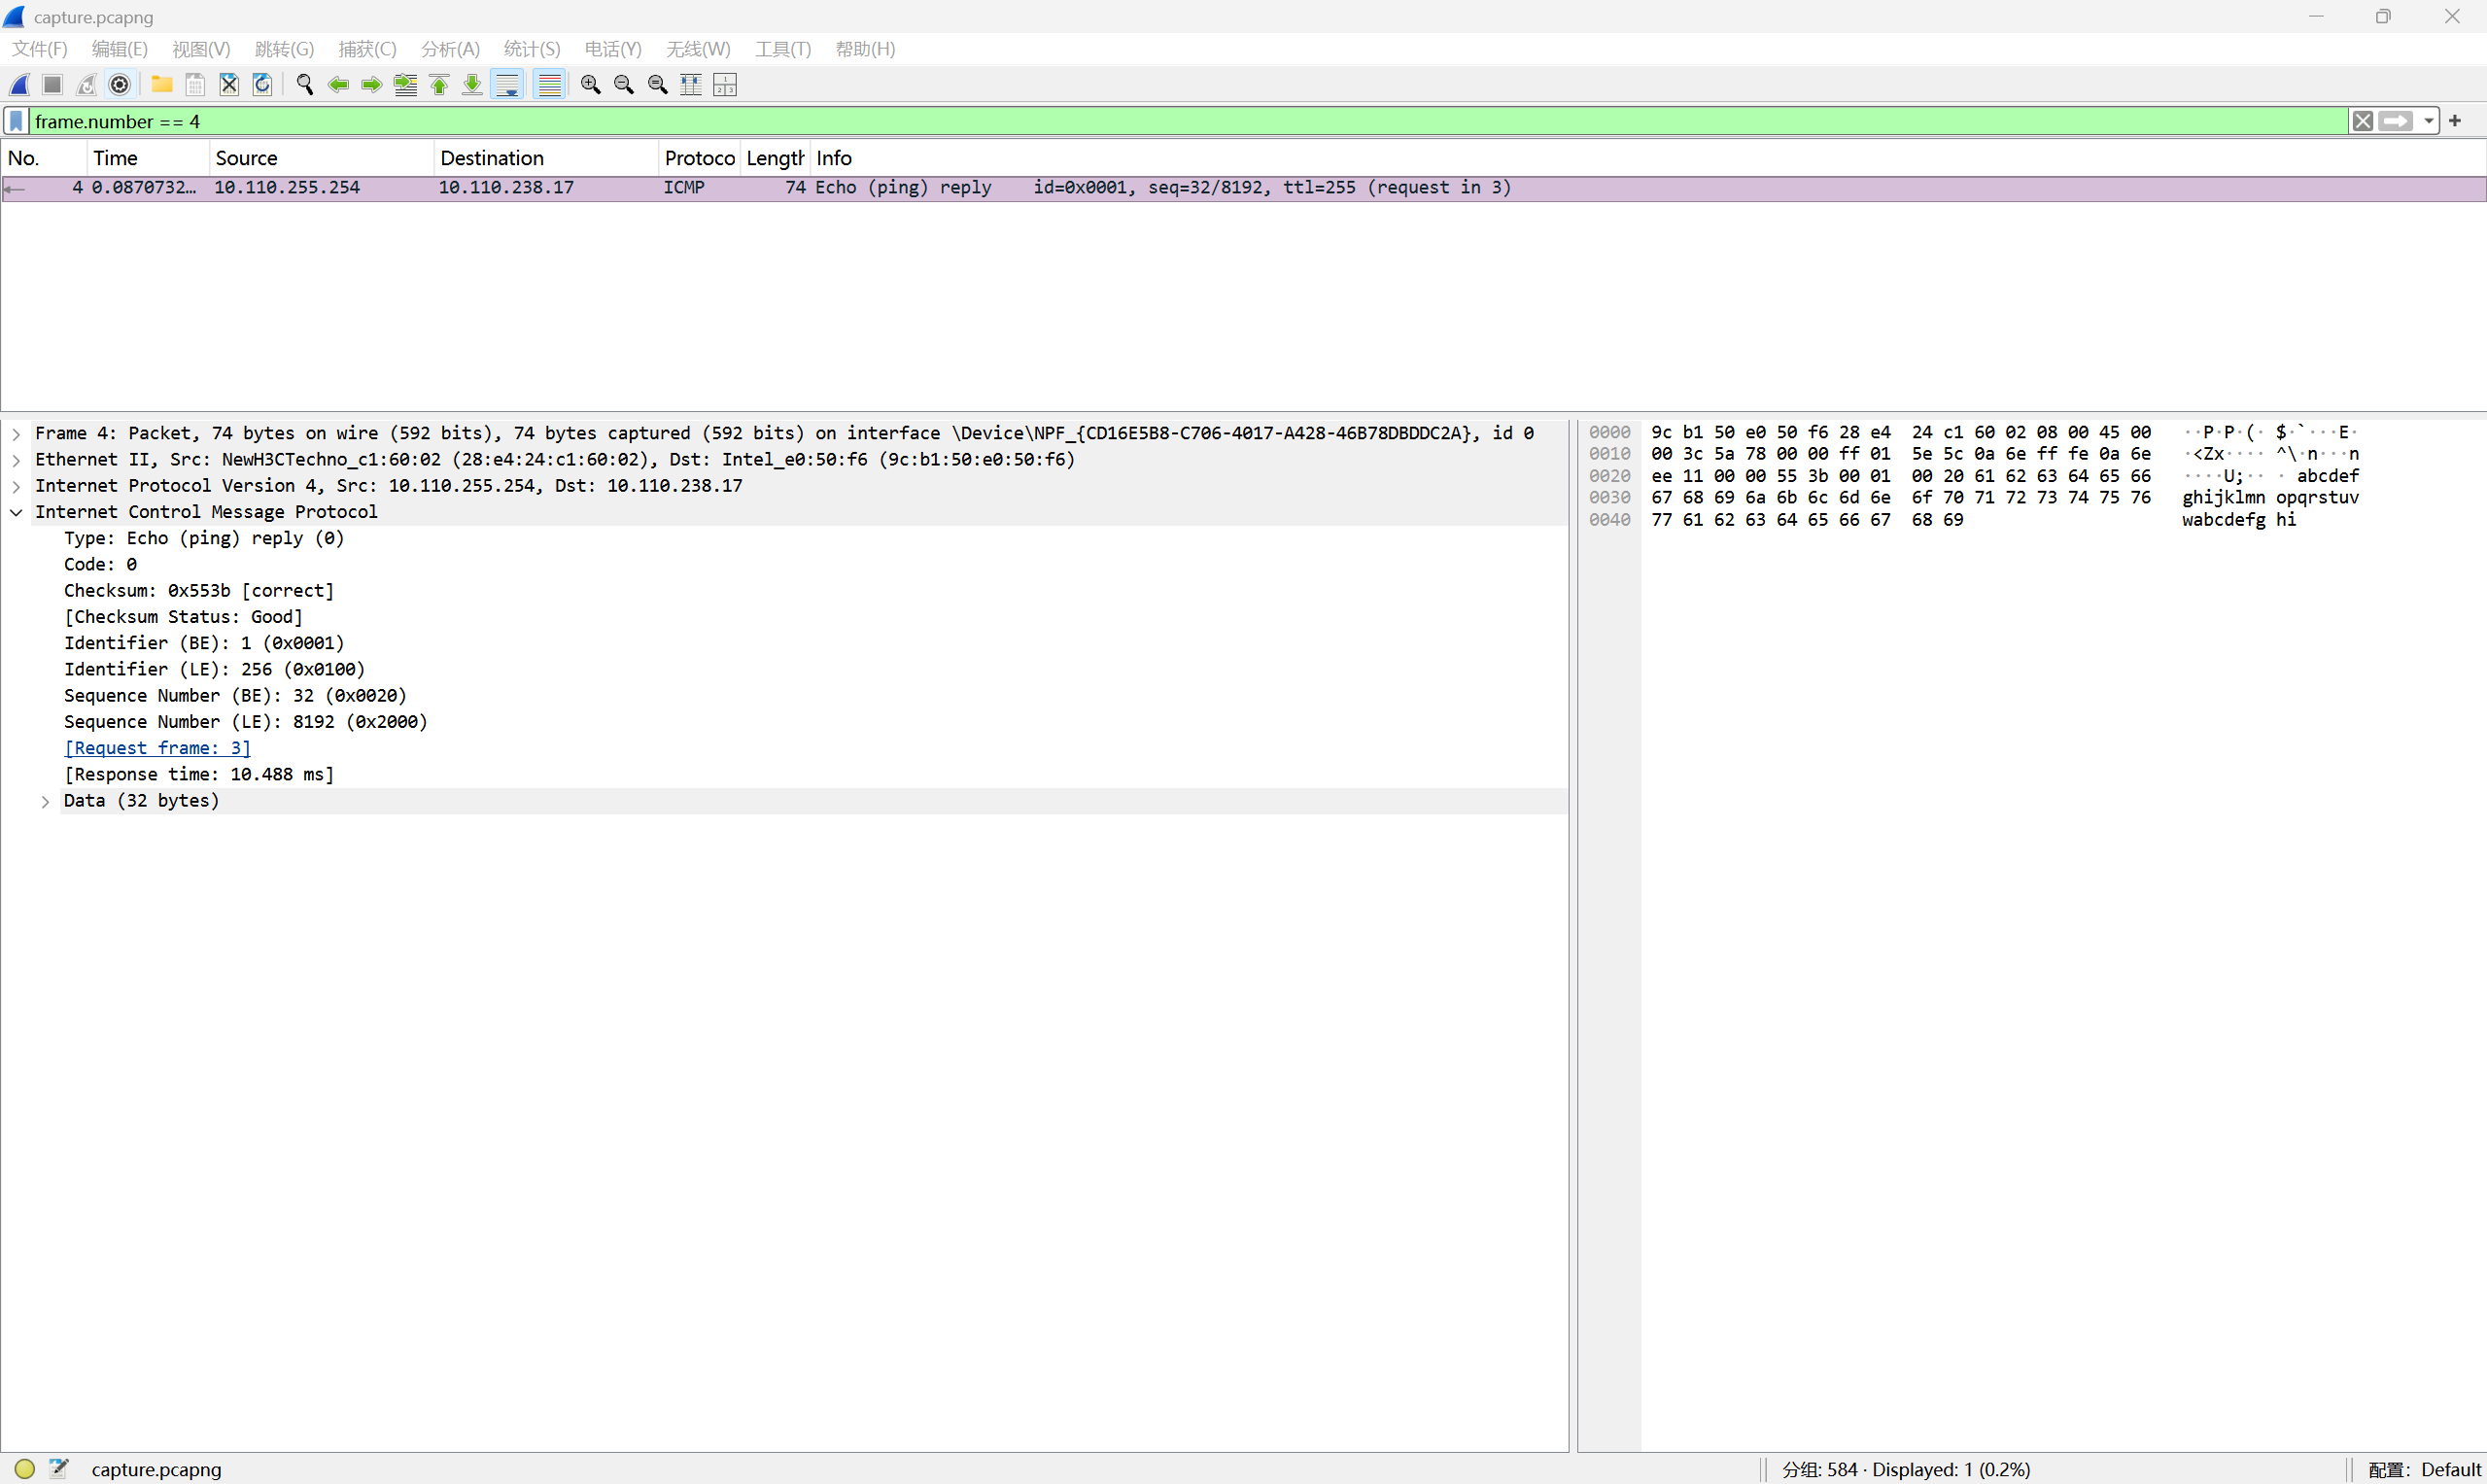 capture.pcapng
文件(F) 编辑(E) 视图(V) 跳转(G) 捕获(C) 分析(A) 统计(S) 电话(Y) 无线(W) 工具(T) 帮助(H)
frame.number == 4
No. Time Source Destination Protoco Length Info
4 0.0870732… 10.110.255.254 10.110.238.17 ICMP 74 Echo (ping) reply id=0x0001, seq=32/8192, ttl=255 (request in 3)
Frame 4: Packet, 74 bytes on wire (592 bits), 74 bytes captured (592 bits) on interface \Device\NPF_{CD16E5B8-C706-4017-A428-46B78DBDDC2A}, id 0
Ethernet II, Src: NewH3CTechno_c1:60:02 (28:e4:24:c1:60:02), Dst: Intel_e0:50:f6 (9c:b1:50:e0:50:f6)
Internet Protocol Version 4, Src: 10.110.255.254, Dst: 10.110.238.17
Internet Control Message Protocol
Type: Echo (ping) reply (0)
Code: 0
Checksum: 0x553b [correct]
[Checksum Status: Good]
Identifier (BE): 1 (0x0001)
Identifier (LE): 256 (0x0100)
Sequence Number (BE): 32 (0x0020)
Sequence Number (LE): 8192 (0x2000)
[Request frame: 3]
[Response time: 10.488 ms]
Data (32 bytes)
0000 9c b1 50 e0 50 f6 28 e4 24 c1 60 02 08 00 45 00 ··P·P·(· $·`···E·
0010 00 3c 5a 78 00 00 ff 01 5e 5c 0a 6e ff fe 0a 6e ·<Zx···· ^\·n···n
0020 ee 11 00 00 55 3b 00 01 00 20 61 62 63 64 65 66 ····U;·· · abcdef
0030 67 68 69 6a 6b 6c 6d 6e 6f 70 71 72 73 74 75 76 ghijklmn opqrstuv
0040 77 61 62 63 64 65 66 67 68 69 wabcdefg hi
capture.pcapng 分组: 584 · Displayed: 1 (0.2%) 配置: Default